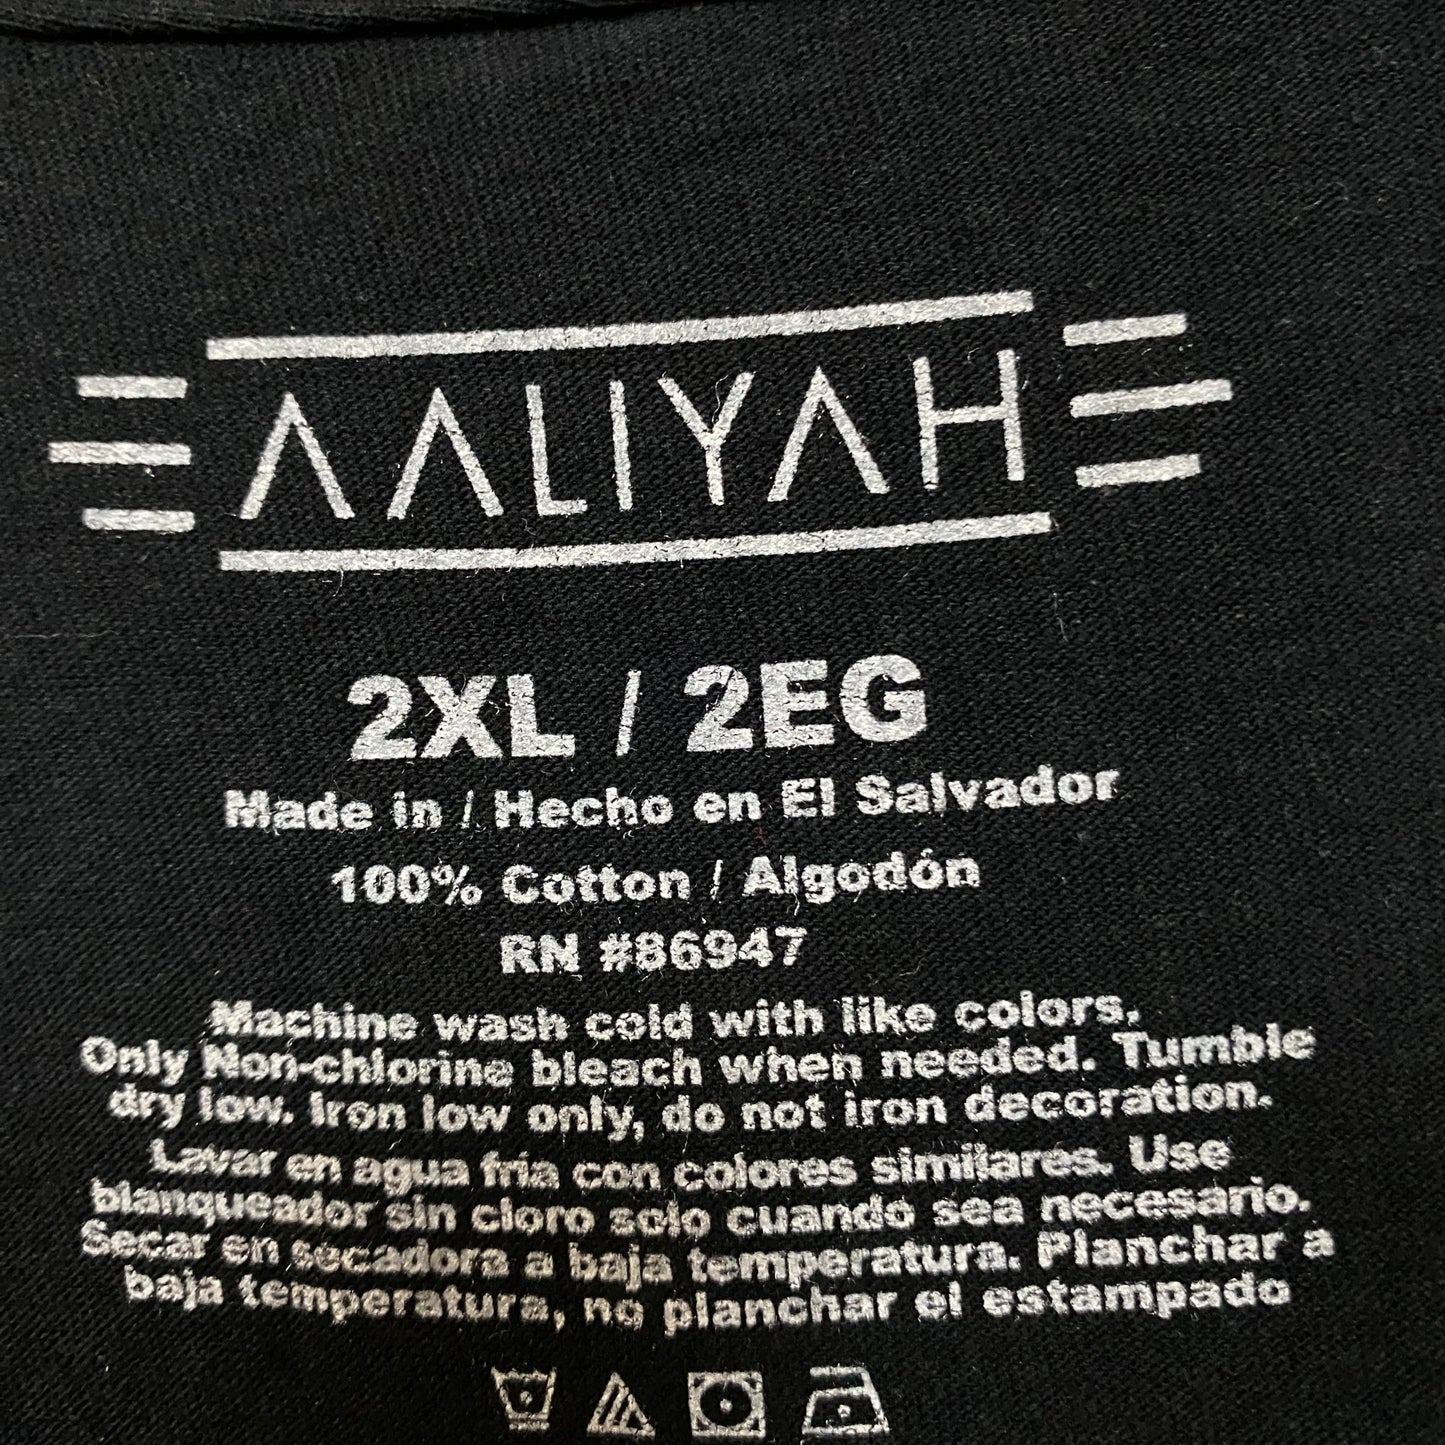 AALIYAH
2XL / 2EG
Made in / Hecho en El Salvador
100% Cotton / Algodón
RN #86947
Machine wash cold with like colors.
Only Non-chlorine bleach when needed. Tumble
dry low. Iron low only, do not iron decoration.
Lavar en agua fria con colores similares. Use
blanqueador sin cloro solo cuando sea necesario.
Secar en secadora a baja temperatura. Planchar a
baja temperatura, no planchar el estampado